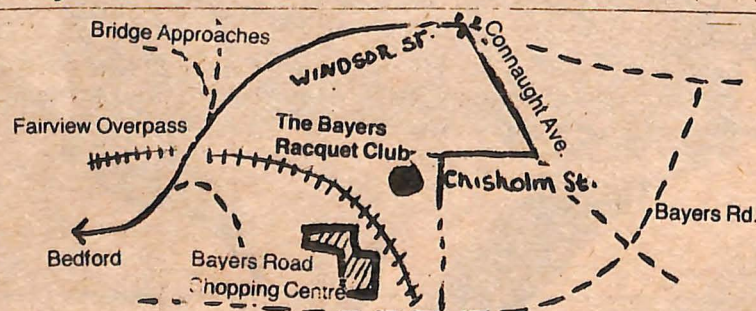 Bridge Approaches
WINDSOR ST.
Connaught Ave.
Fairview Overpass
The Bayers
Racquet Club
Chisholm St.
Bayers Rd.
Bedford
Bayers Road
Shopping Centre